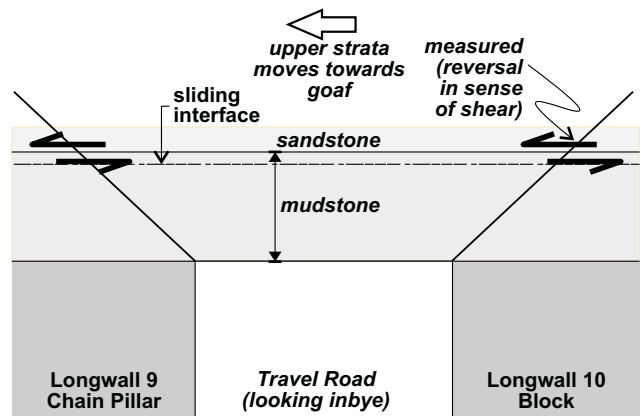 upper strata
moves towards
goaf
measured
(reversal
in sense
of shear)
sliding
interface
sandstone
mudstone
Longwall 9
Chain Pillar
Travel Road
(looking inbye)
Longwall 10
Block